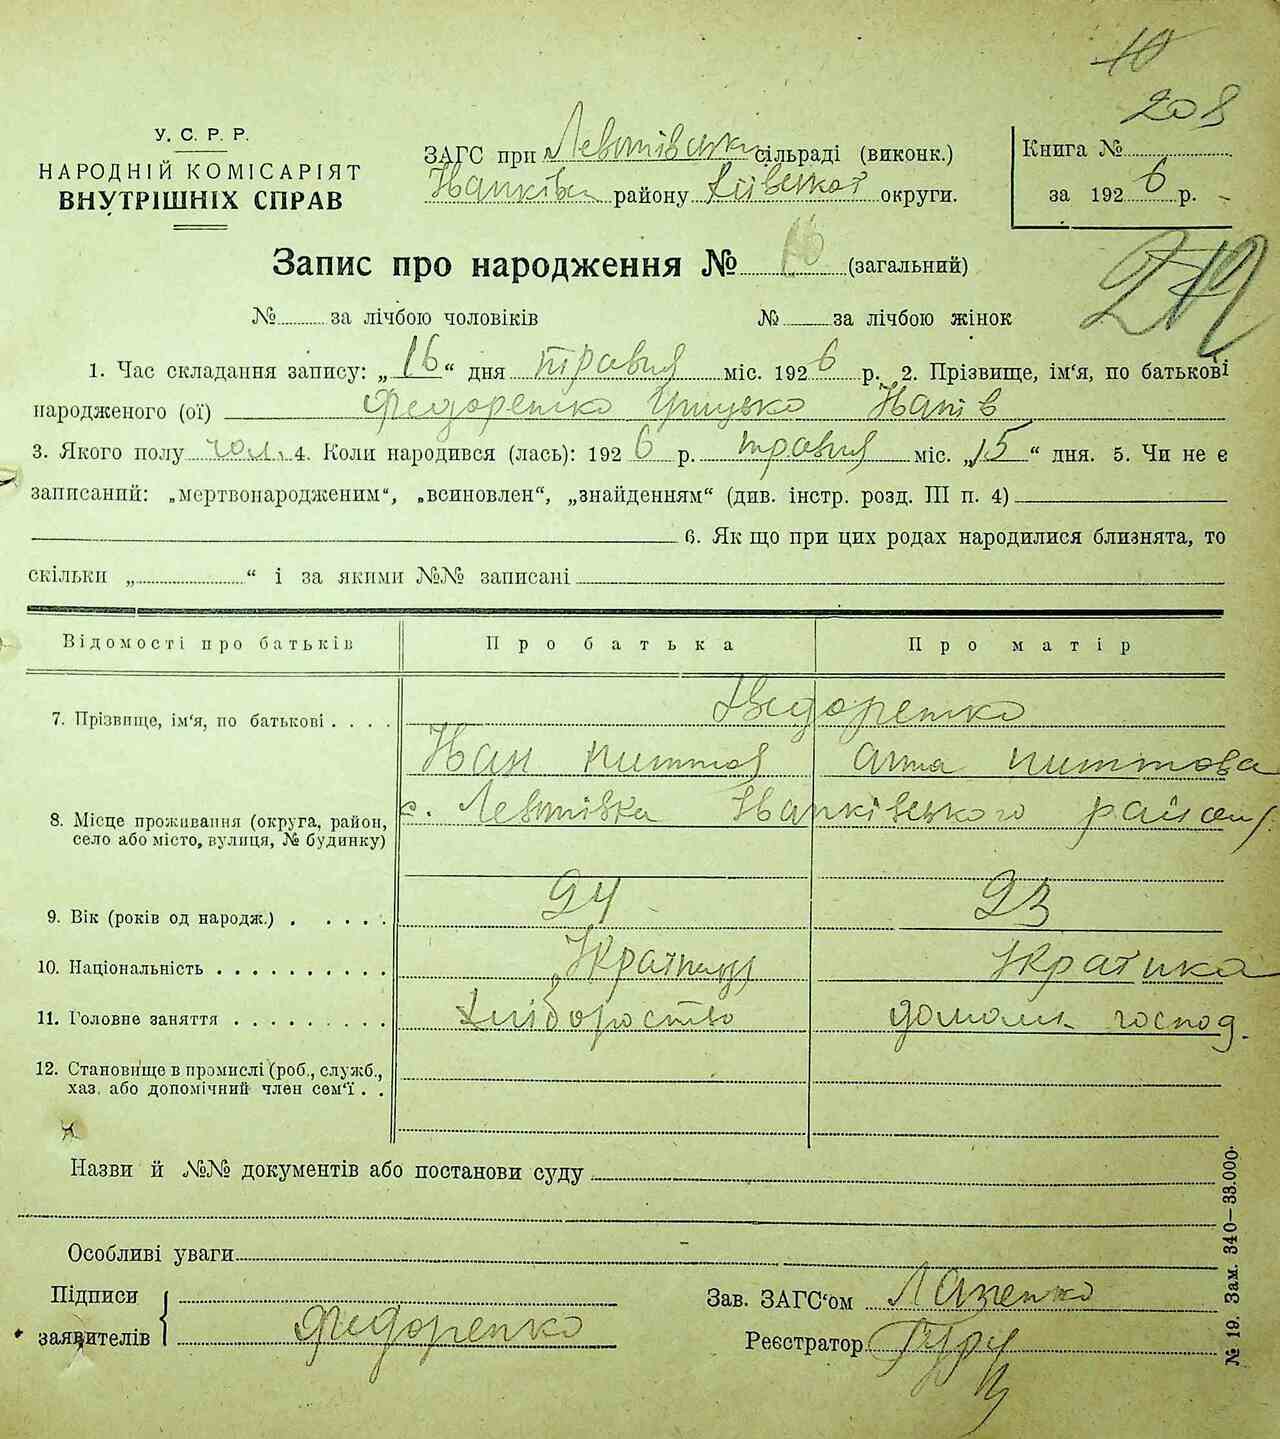 10
208
У. С. Р. Р.
НАРОДНІЙ КОМІСАРІЯТ
ВНУТРІШНІХ СПРАВ
ЗАГС при сільраді (виконк.)
району Київської округи.
Книга №
за 1926 р.
Запис про народження № 16 (загальний)
№ за лічбою чоловіків № за лічбою жінок
1. Час складання запису: „16“ дня травня міс. 1926 р. 2. Прізвище, ім‘я, по батькові
народженого (ої) Федоренко Грицько Іванів
3. Якого полу чол. 4. Коли народився (лась): 1926 р. травня міс. „15“ дня. 5. Чи не є
записаний: „мертвонародженим“, „всиновлен“, „знайденням“ (див. інстр. розд. III п. 4)
6. Як що при цих родах народилися близнята, то
скільки „ “ і за якими №№ записані
Відомості про батьків Про батька Про матір
7. Прізвище, ім‘я, по батькові Федоренко
Іван Анна
8. Місце проживання (округа, район,
село або місто, вулиця, № будинку)
с. Іванківського району
9. Вік (років од народж.) 24 23
10. Національність Українець Українка
11. Головне заняття Хліборобство господ.
12. Становище в промислі (роб., служб.,
хаз. або допомічний член сем‘ї
Назви й №№ документів або постанови суду
Особливі уваги
Підписи
заявителів Федоренко
Зав. ЗАГС‘ом Лазенко
Реєстратор
№ 19. Зам. 340—33.000.